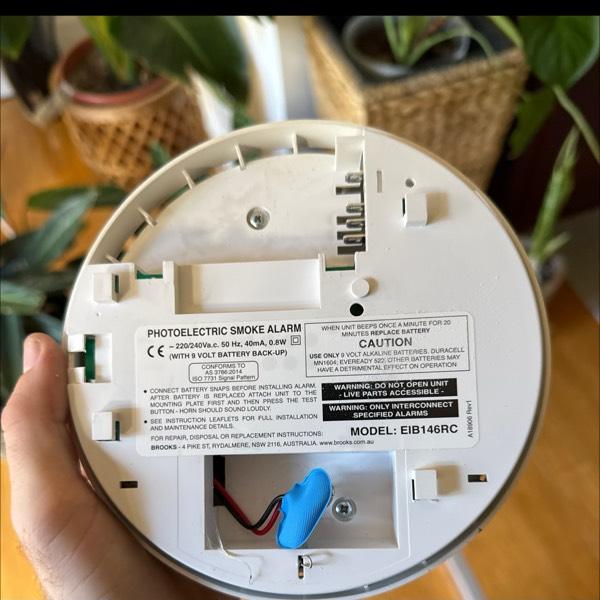 PHOTOELECTRIC SMOKE ALARM
CE ~ 220/240Va.c. 50 Hz, 40mA, 0.8W
(WITH 9 VOLT BATTERY BACK-UP)
CONFORMS TO
AS 3786:2014
ISO 7731 Signal Pattern
• CONNECT BATTERY SNAPS BEFORE INSTALLING ALARM.
AFTER BATTERY IS REPLACED ATTACH UNIT TO THE
MOUNTING PLATE FIRST AND THEN PRESS THE TEST
BUTTON - HORN SHOULD SOUND LOUDLY.
• SEE INSTRUCTION LEAFLETS FOR FULL INSTALLATION
AND MAINTENANCE DETAILS.
WHEN UNIT BEEPS ONCE A MINUTE FOR 20
MINUTES REPLACE BATTERY
CAUTION
USE ONLY 9 VOLT ALKALINE BATTERIES. DURACELL
MN1604; EVEREADY 522. OTHER BATTERIES MAY
HAVE A DETRIMENTAL EFFECT ON OPERATION
WARNING: DO NOT OPEN UNIT
- LIVE PARTS ACCESSIBLE -
WARNING: ONLY INTERCONNECT
SPECIFIED ALARMS
MODEL: EIB146RC
FOR REPAIR, DISPOSAL OR REPLACEMENT INSTRUCTIONS:
BROOKS - 4 PIKE ST, RYDALMERE, NSW 2116, AUSTRALIA. www.brooks.com.au
A18906 Rev1